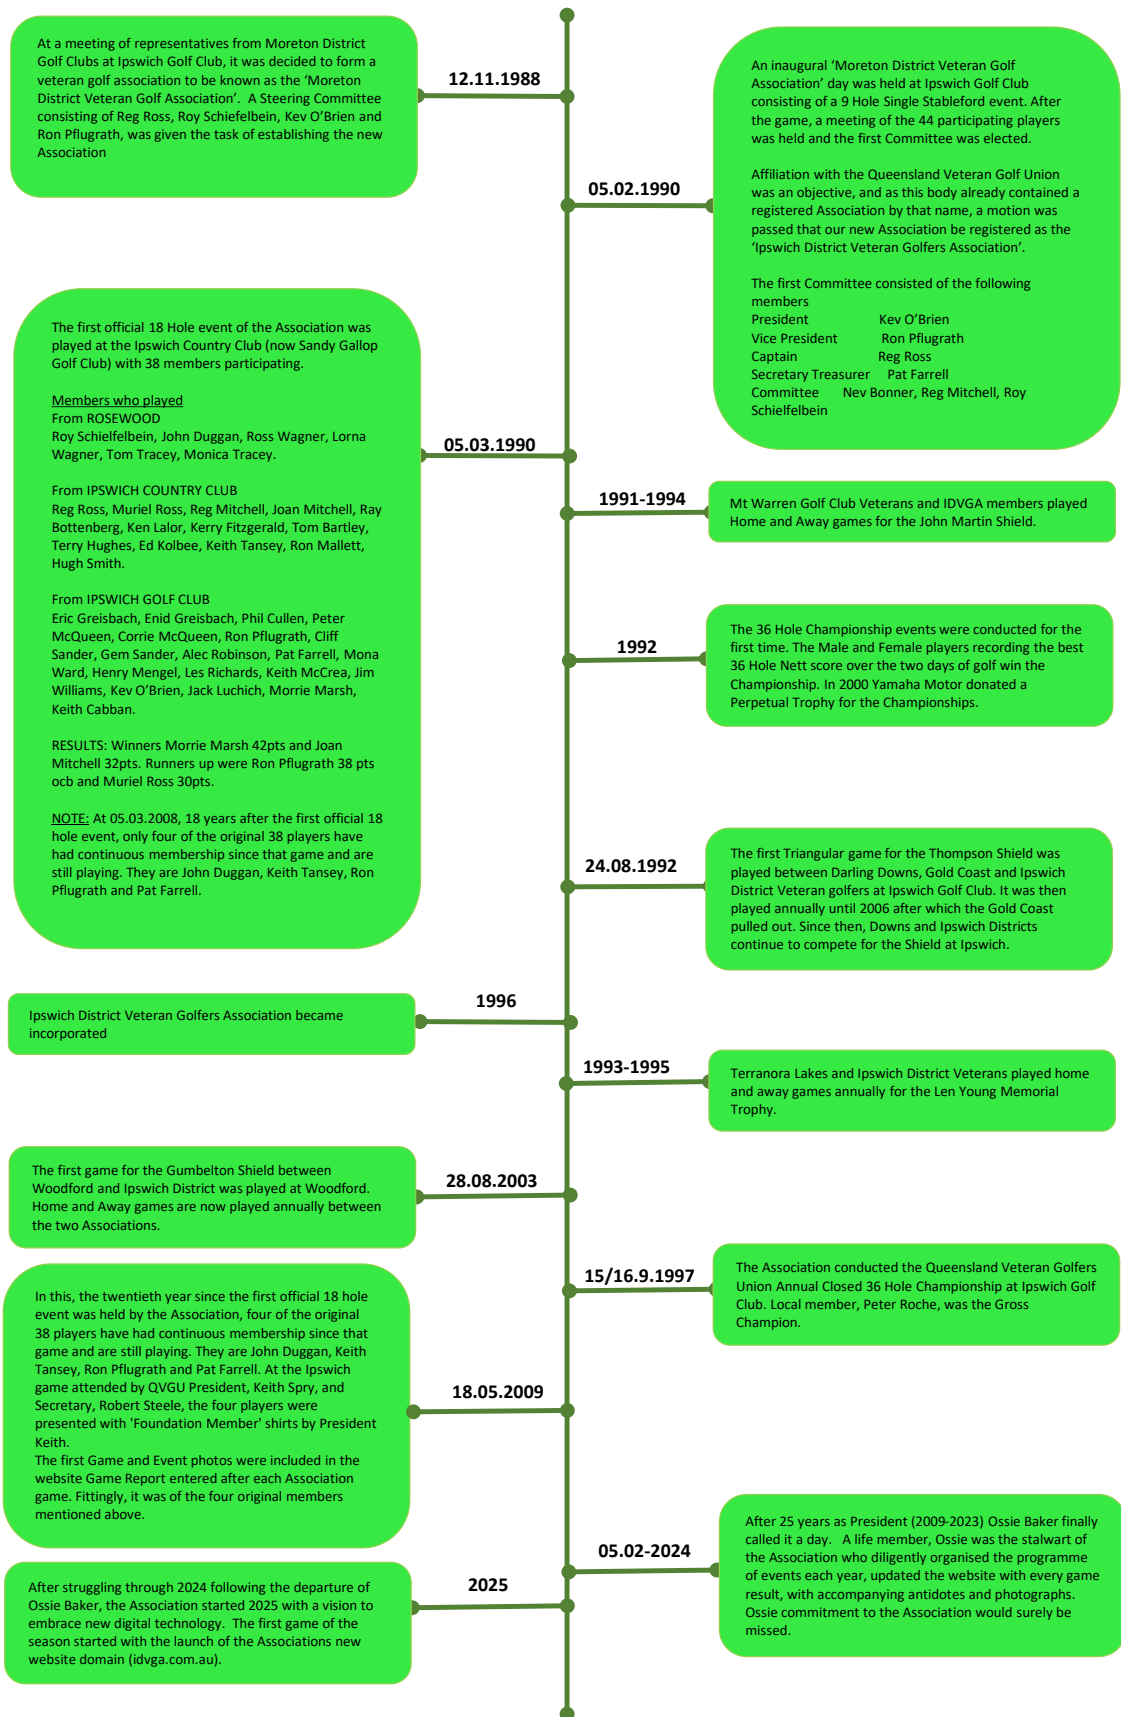 At a meeting of representatives from Moreton District
Golf Clubs at Ipswich Golf Club, it was decided to form a
veteran golf association to be known as the ‘Moreton
District Veteran Golf Association’.  A Steering Committee
consisting of Reg Ross, Roy Schiefelbein, Kev O’Brien and
Ron Pflugrath, was given the task of establishing the new
Association
12.11.1988
An inaugural ‘Moreton District Veteran Golf
Association’ day was held at Ipswich Golf Club
consisting of a 9 Hole Single Stableford event. After
the game, a meeting of the 44 participating players
was held and the first Committee was elected.
Affiliation with the Queensland Veteran Golf Union
was an objective, and as this body already contained a
registered Association by that name, a motion was
passed that our new Association be registered as the
‘Ipswich District Veteran Golfers Association’.
The first Committee consisted of the following
members
President Kev O’Brien
Vice President Ron Pflugrath
Captain Reg Ross
Secretary Treasurer Pat Farrell
Committee Nev Bonner, Reg Mitchell, Roy
Schielfelbein
05.02.1990
The first official 18 Hole event of the Association was
played at the Ipswich Country Club (now Sandy Gallop
Golf Club) with 38 members participating.
Members who played
From ROSEWOOD
Roy Schielfelbein, John Duggan, Ross Wagner, Lorna
Wagner, Tom Tracey, Monica Tracey.
From IPSWICH COUNTRY CLUB
Reg Ross, Muriel Ross, Reg Mitchell, Joan Mitchell, Ray
Bottenberg, Ken Lalor, Kerry Fitzgerald, Tom Bartley,
Terry Hughes, Ed Kolbee, Keith Tansey, Ron Mallett,
Hugh Smith.
From IPSWICH GOLF CLUB
Eric Greisbach, Enid Greisbach, Phil Cullen, Peter
McQueen, Corrie McQueen, Ron Pflugrath, Cliff
Sander, Gem Sander, Alec Robinson, Pat Farrell, Mona
Ward, Henry Mengel, Les Richards, Keith McCrea, Jim
Williams, Kev O’Brien, Jack Luchich, Morrie Marsh,
Keith Cabban.
RESULTS: Winners Morrie Marsh 42pts and Joan
Mitchell 32pts. Runners up were Ron Pflugrath 38 pts
ocb and Muriel Ross 30pts.
NOTE: At 05.03.2008, 18 years after the first official 18
hole event, only four of the original 38 players have
had continuous membership since that game and are
still playing. They are John Duggan, Keith Tansey, Ron
Pflugrath and Pat Farrell.
05.03.1990
1991-1994
Mt Warren Golf Club Veterans and IDVGA members played
Home and Away games for the John Martin Shield.
1992
The 36 Hole Championship events were conducted for the
first time. The Male and Female players recording the best
36 Hole Nett score over the two days of golf win the
Championship. In 2000 Yamaha Motor donated a
Perpetual Trophy for the Championships.
24.08.1992
The first Triangular game for the Thompson Shield was
played between Darling Downs, Gold Coast and Ipswich
District Veteran golfers at Ipswich Golf Club. It was then
played annually until 2006 after which the Gold Coast
pulled out. Since then, Downs and Ipswich Districts
continue to compete for the Shield at Ipswich.
Ipswich District Veteran Golfers Association became
incorporated
1996
1993-1995
Terranora Lakes and Ipswich District Veterans played home
and away games annually for the Len Young Memorial
Trophy.
The first game for the Gumbelton Shield between
Woodford and Ipswich District was played at Woodford.
Home and Away games are now played annually between
the two Associations.
28.08.2003
15/16.9.1997
The Association conducted the Queensland Veteran Golfers
Union Annual Closed 36 Hole Championship at Ipswich Golf
Club. Local member, Peter Roche, was the Gross
Champion.
In this, the twentieth year since the first official 18 hole
event was held by the Association, four of the original
38 players have had continuous membership since that
game and are still playing. They are John Duggan, Keith
Tansey, Ron Pflugrath and Pat Farrell. At the Ipswich
game attended by QVGU President, Keith Spry, and
Secretary, Robert Steele, the four players were
presented with 'Foundation Member' shirts by President
Keith.
The first Game and Event photos were included in the
website Game Report entered after each Association
game. Fittingly, it was of the four original members
mentioned above.
18.05.2009
05.02-2024
After 25 years as President (2009-2023) Ossie Baker finally
called it a day.   A life member, Ossie was the stalwart of
the Association who diligently organised the programme
of events each year, updated the website with every game
result, with accompanying antidotes and photographs.
Ossie commitment to the Association would surely be
missed.
After struggling through 2024 following the departure of
Ossie Baker, the Association started 2025 with a vision to
embrace new digital technology.  The first game of the
season started with the launch of the Associations new
website domain (idvga.com.au).
2025